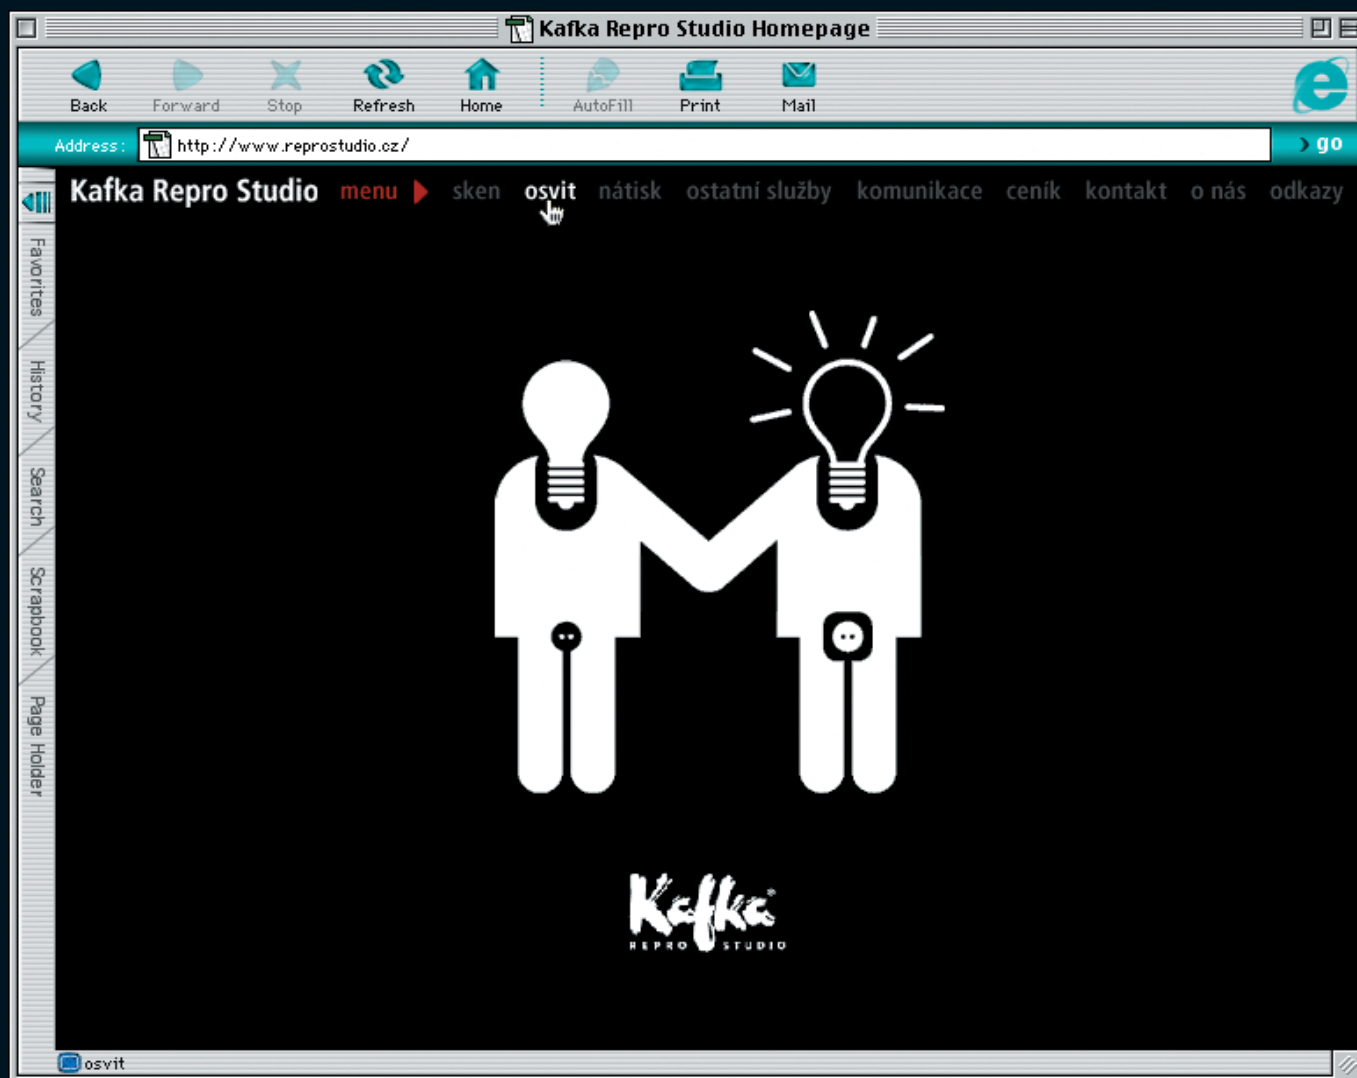 Kafka Repro Studio Homepage
Back Forward Stop Refresh Home AutoFill Print Mail
Address: http://www.reprostudio.cz/ go
Kafka Repro Studio menu sken osvit nátisk ostatní služby komunikace ceník kontakt o nás odkazy
Favorites
History
Search
Scrapbook
Page Holder
Kafka®
REPRO STUDIO
osvit